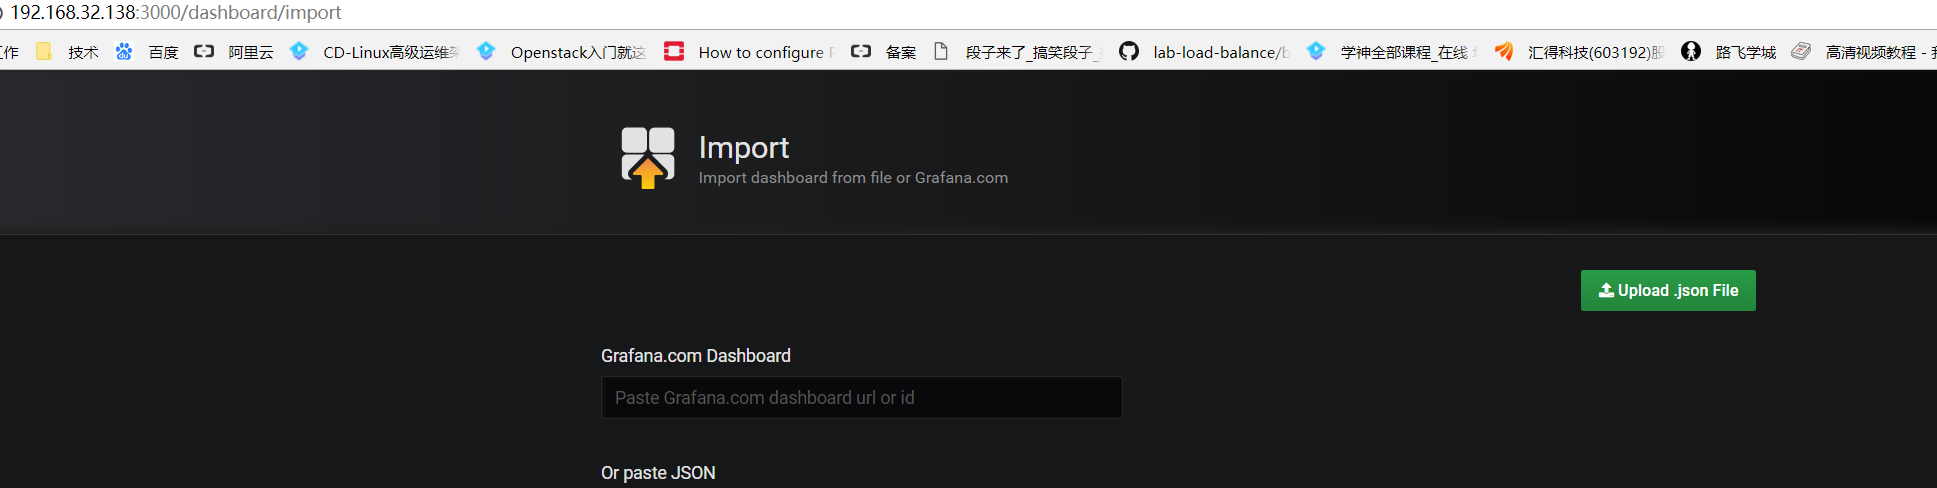 192.168.32.138:3000/dashboard/import
工作 技术 百度 阿里云 CD-Linux高级运维架 Openstack入门就这 How to configure 备案 段子来了_搞笑段子_ lab-load-balance/b 学神全部课程_在线 汇得科技(603192)股 路飞学城 高清视频教程 - 我
Import
Import dashboard from file or Grafana.com
Upload .json File
Grafana.com Dashboard
Paste Grafana.com dashboard url or id
Or paste JSON